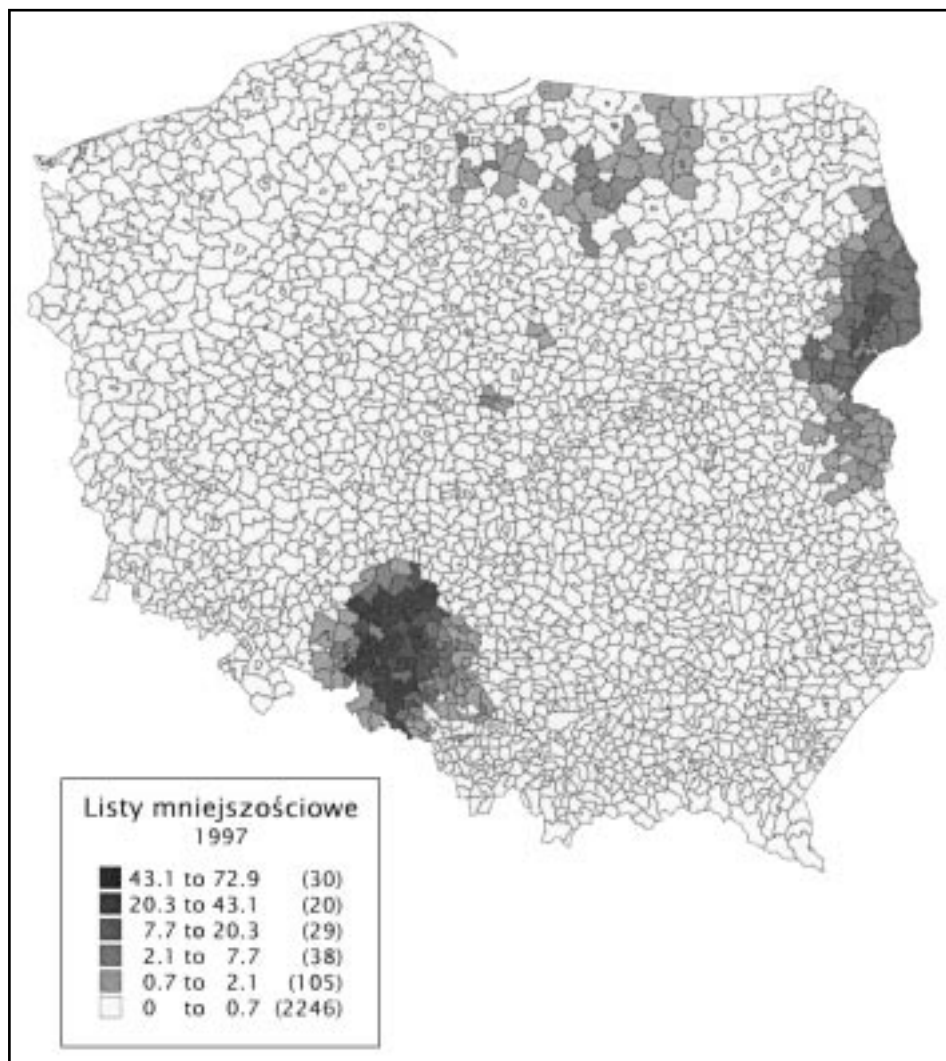 Listy mniejszościowe
1997
43.1 to 72.9 (30)
20.3 to 43.1 (20)
7.7 to 20.3 (29)
2.1 to 7.7 (38)
0.7 to 2.1 (105)
0 to 0.7 (2246)